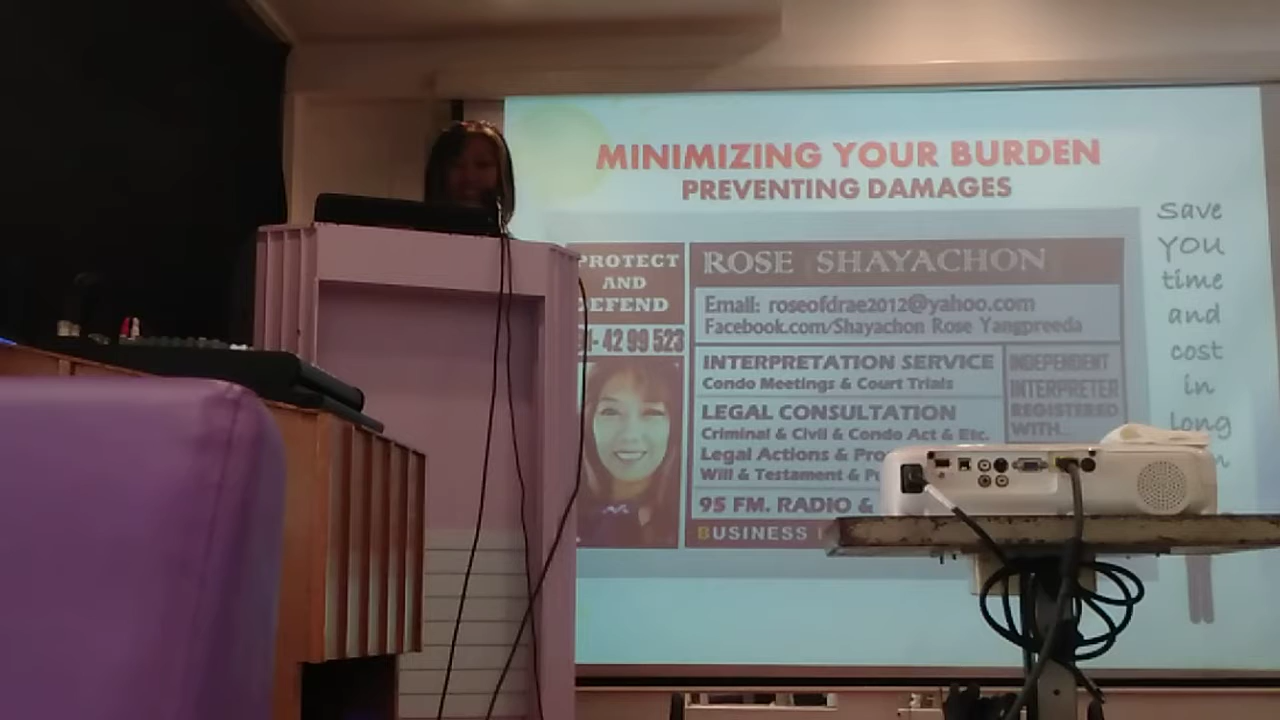 MINIMIZING YOUR BURDEN
PREVENTING DAMAGES
PROTECT
AND
DEFEND
42 99 523
ROSE SHAYACHON
Email: roseofdrae2012@yahoo.com
Facebook.com/Shayachon Rose Yangpreeda
INTERPRETATION SERVICE
Condo Meetings & Court Trials
LEGAL CONSULTATION
Criminal & Civil & Condo Act & Etc.
Legal Actions &
Will & Testament &
95 FM. RADIO &
BUSINESS
INDEPENDENT
INTERPRETER
REGISTERED
WITH...
Save
YOU
time
and
cost
in
long